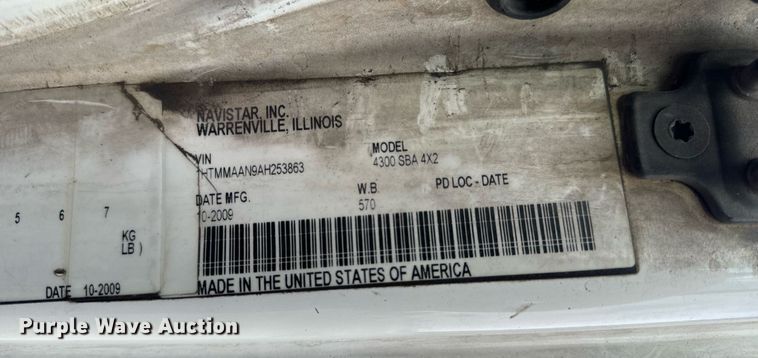 NAVISTAR, INC.
WARRENVILLE, ILLINOIS
VIN MODEL
HTMMAAN9AH253863 4300 SBA 4X2
DATE MFG. W.B. PD LOC - DATE
10-2009 570
MADE IN THE UNITED STATES OF AMERICA
5 6 7
KG
LB )
DATE 10-2009
Purple Wave Auction